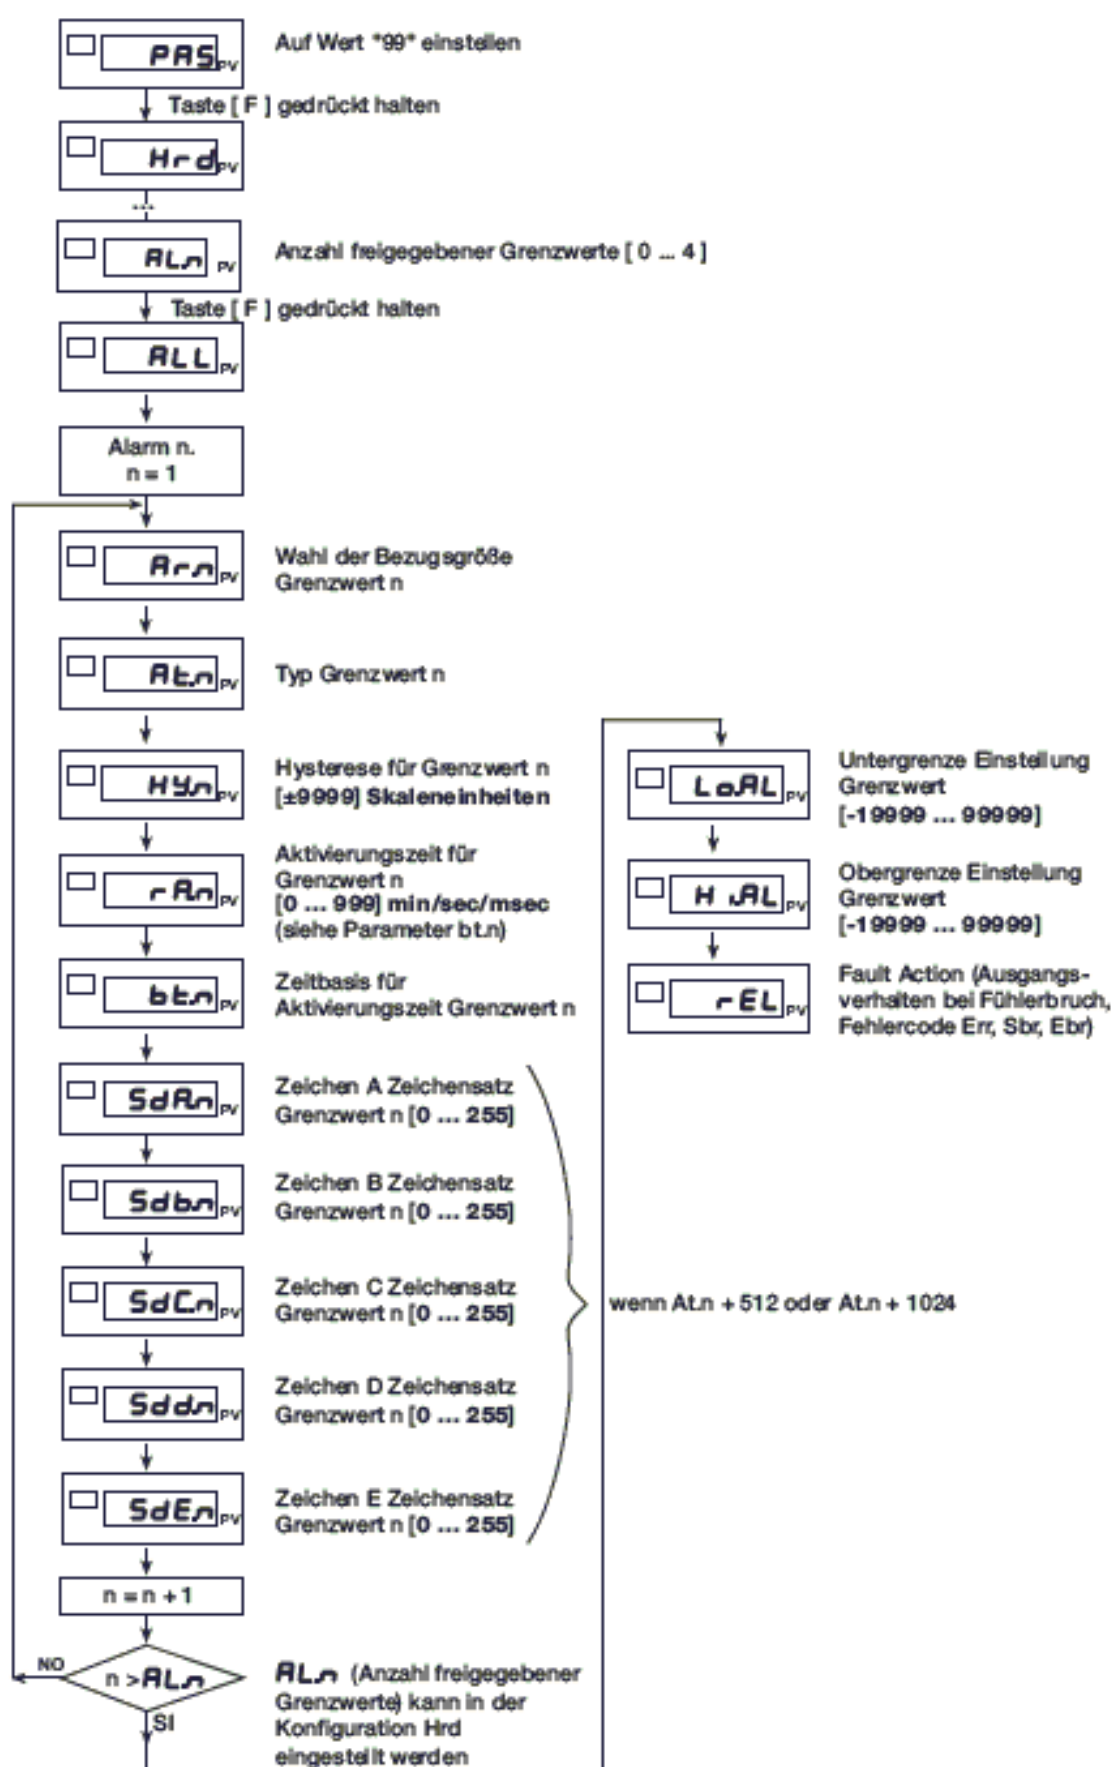 PAS PV
Auf Wert "99" einstellen
Taste [ F ] gedrückt halten
Hrd PV
...
AL.n PV
Anzahl freigegebener Grenzwerte [ 0 ... 4 ]
Taste [ F ] gedrückt halten
ALL PV
Alarm n.
n = 1
Ar.n PV
Wahl der Bezugsgröße
Grenzwert n
At.n PV
Typ Grenzwert n
HY.n PV
Hysterese für Grenzwert n
[±9999] Skaleneinheiten
rA.n PV
Aktivierungszeit für
Grenzwert n
[0 ... 999] min/sec/msec
(siehe Parameter bt.n)
bt.n PV
Zeitbasis für
Aktivierungszeit Grenzwert n
SdA.n PV
Zeichen A Zeichensatz
Grenzwert n [0 ... 255]
Sdb.n PV
Zeichen B Zeichensatz
Grenzwert n [0 ... 255]
SdC.n PV
Zeichen C Zeichensatz
Grenzwert n [0 ... 255]
Sdd.n PV
Zeichen D Zeichensatz
Grenzwert n [0 ... 255]
SdE.n PV
Zeichen E Zeichensatz
Grenzwert n [0 ... 255]
wenn At.n + 512 oder At.n + 1024
n = n + 1
NO
n > AL.n
SI
AL.n (Anzahl freigegebener
Grenzwerte) kann in der
Konfiguration Hrd
eingestellt werden
Lo.AL PV
Untergrenze Einstellung
Grenzwert
[-19999 ... 99999]
Hi.AL PV
Obergrenze Einstellung
Grenzwert
[-19999 ... 99999]
rEL PV
Fault Action (Ausgangs-
verhalten bei Fühlerbruch,
Fehlercode Err, Sbr, Ebr)